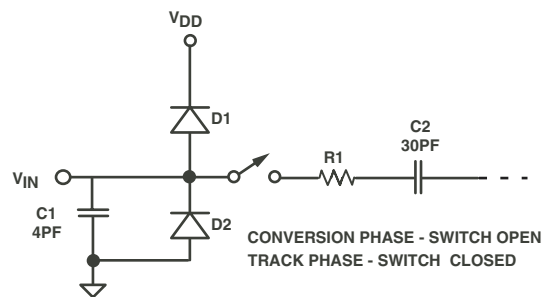 VDD
D1
C2
30PF
R1
VIN
C1
4PF
D2
CONVERSION PHASE - SWITCH OPEN
TRACK PHASE - SWITCH CLOSED